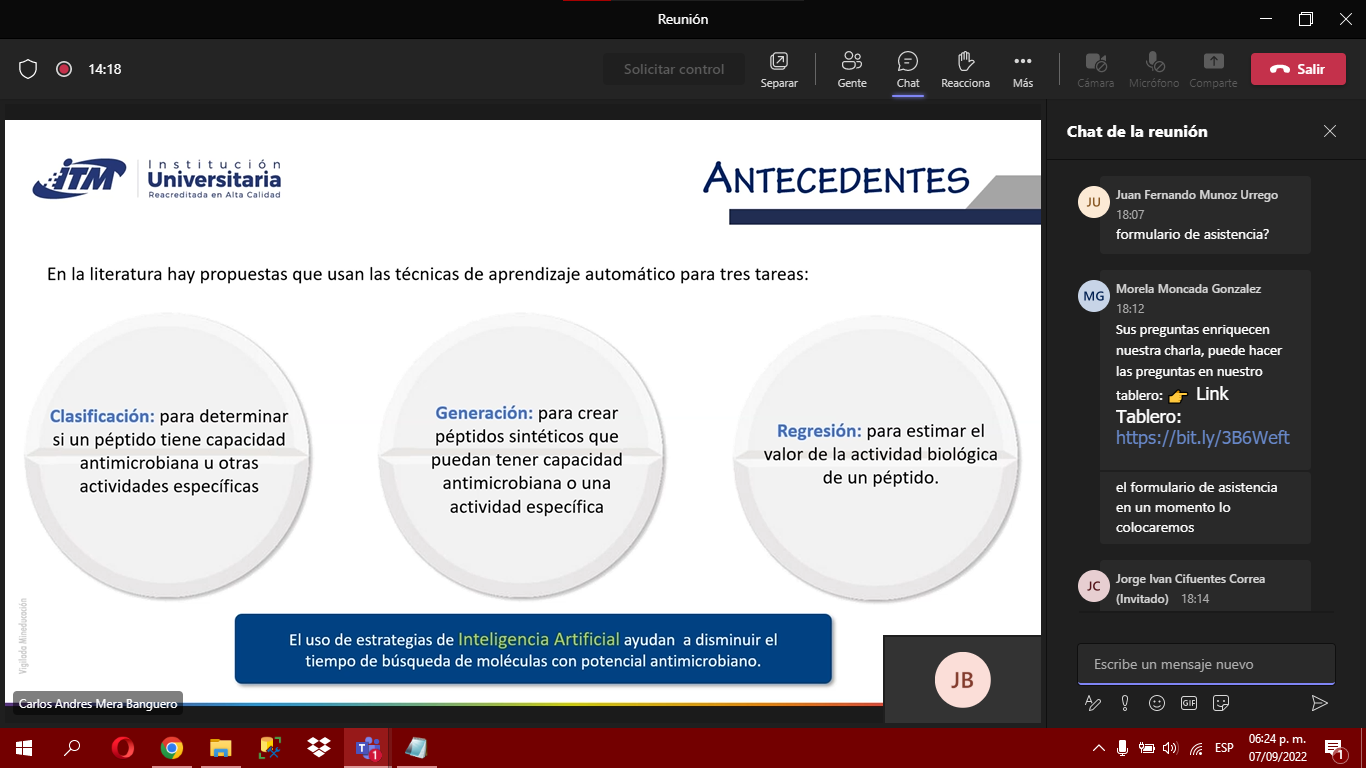 Reunión
14:18
Solicitar control
Separar
Gente
Chat
Reacciona
Más
Cámara
Micrófono
Comparte
Salir
iTM
Institución
Universitaria
Reacreditada en Alta Calidad
ANTECEDENTES
En la literatura hay propuestas que usan las técnicas de aprendizaje automático para tres tareas:
Clasificación: para determinar
si un péptido tiene capacidad
antimicrobiana u otras
actividades específicas
Generación: para crear
péptidos sintéticos que
puedan tener capacidad
antimicrobiana o una
actividad específica
Regresión: para estimar el
valor de la actividad biológica
de un péptido.
El uso de estrategias de Inteligencia Artificial ayudan a disminuir el
tiempo de búsqueda de moléculas con potencial antimicrobiano.
Vigilada Mineducación
Carlos Andres Mera Banguero
JB
Chat de la reunión
JU
Juan Fernando Munoz Urrego
18:07
formulario de asistencia?
MG
Morela Moncada Gonzalez
18:12
Sus preguntas enriquecen
nuestra charla, puede hacer
las preguntas en nuestro
tablero: 👉 Link
Tablero:
https://bit.ly/3B6Weft
el formulario de asistencia
en un momento lo
colocaremos
JC
Jorge Ivan Cifuentes Correa
(Invitado) 18:14
Escribe un mensaje nuevo
GIF
T
1
ESP
06:24 p. m.
07/09/2022
1